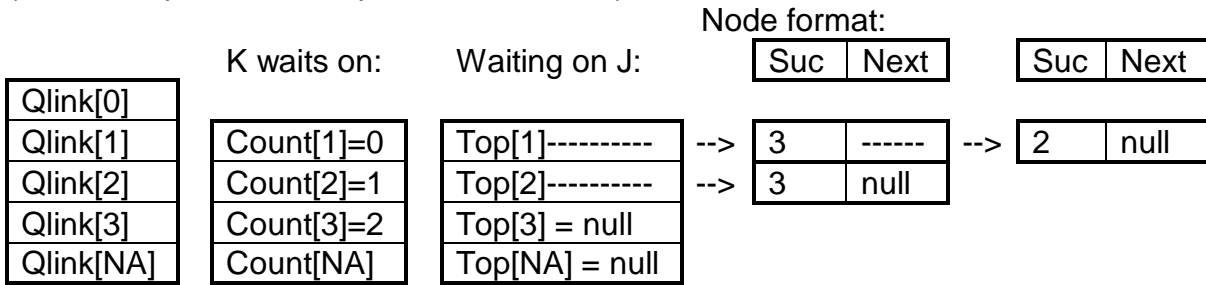 Node format:
K waits on: Waiting on J: Suc Next Suc Next
Qlink[0]
Qlink[1] Count[1]=0 Top[1]---------- --> 3 ------ --> 2 null
Qlink[2] Count[2]=1 Top[2]---------- --> 3 null
Qlink[3] Count[3]=2 Top[3] = null
Qlink[NA] Count[NA] Top[NA] = null